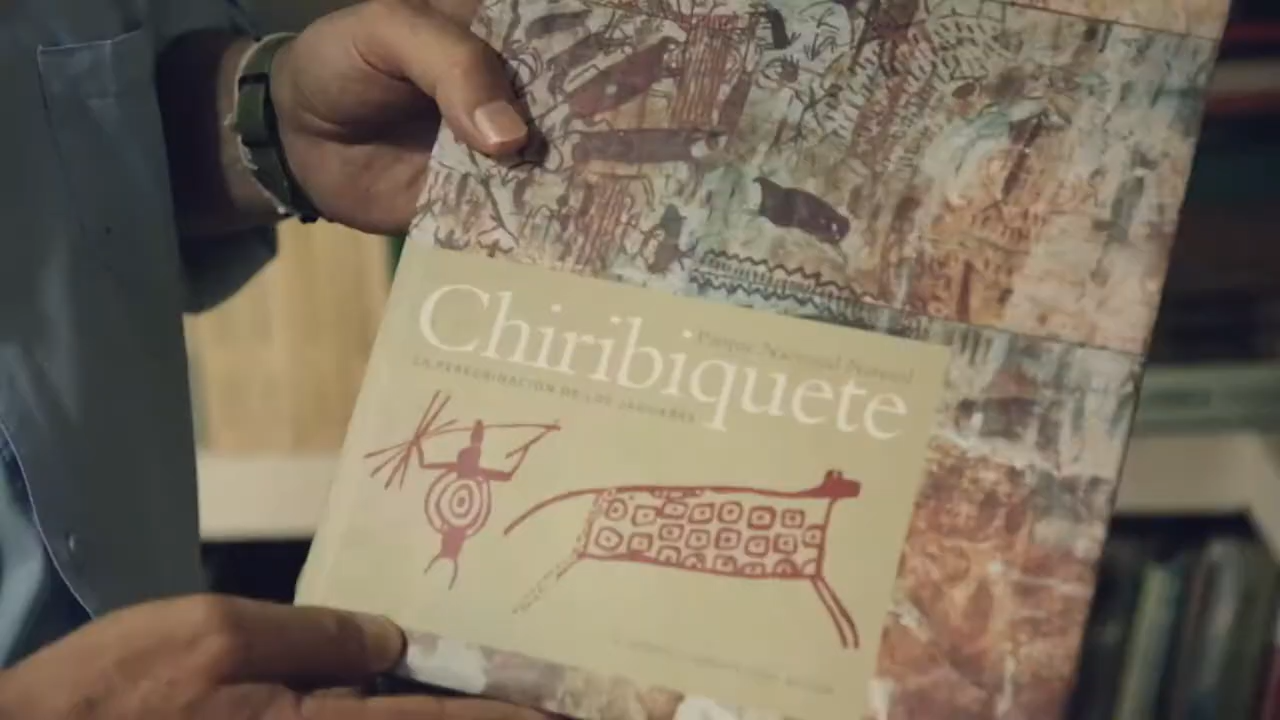 Parque Nacional Natural
Chiribiquete
LA PEREGRINACIÓN DE LOS JAGUARES